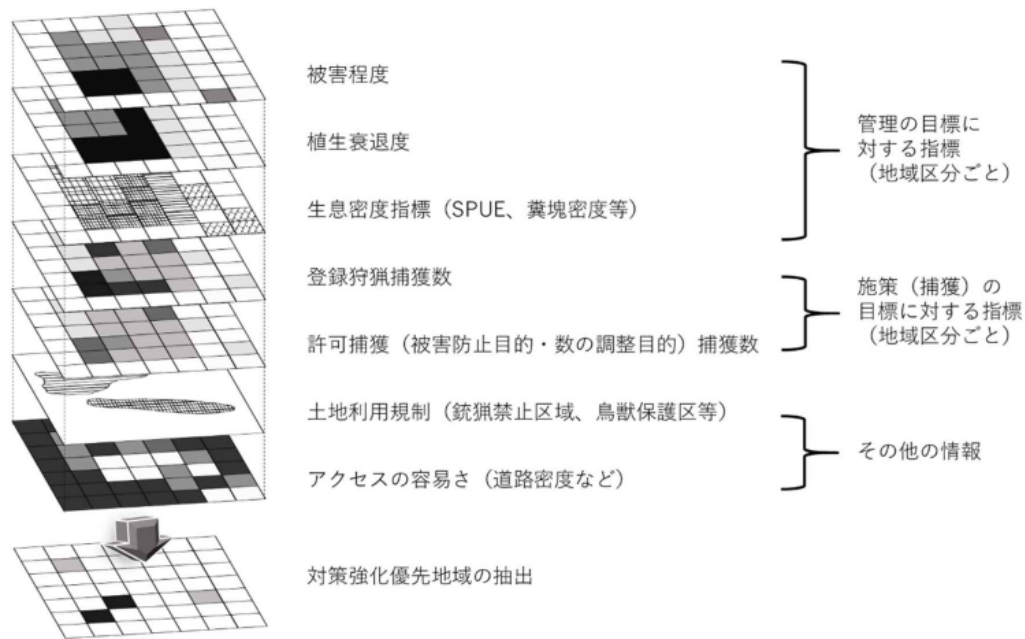 被害程度
植生衰退度
生息密度指標（SPUE、糞塊密度等）
管理の目標に
対する指標
（地域区分ごと）
登録狩猟捕獲数
許可捕獲（被害防止目的・数の調整目的）捕獲数
施策（捕獲）の
目標に対する指標
（地域区分ごと）
土地利用規制（銃猟禁止区域、鳥獣保護区等）
アクセスの容易さ（道路密度など）
その他の情報
対策強化優先地域の抽出